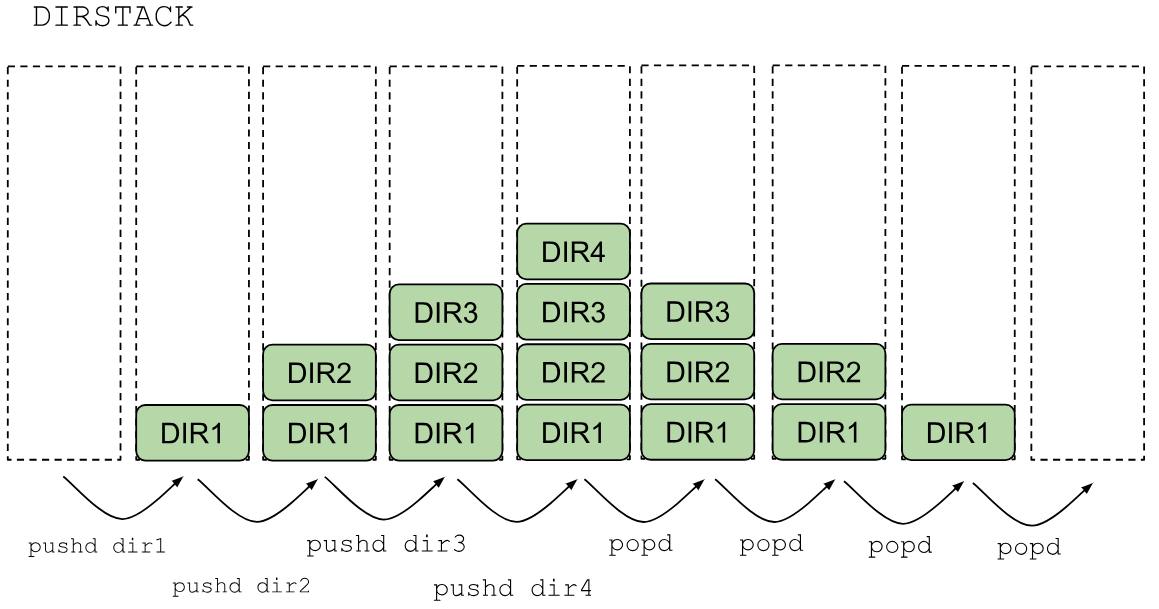 DIRSTACK
DIR4
DIR3 DIR3 DIR3
DIR2 DIR2 DIR2 DIR2 DIR2
DIR1 DIR1 DIR1 DIR1 DIR1 DIR1 DIR1
pushd dir1 pushd dir3 popd popd popd popd
pushd dir2 pushd dir4